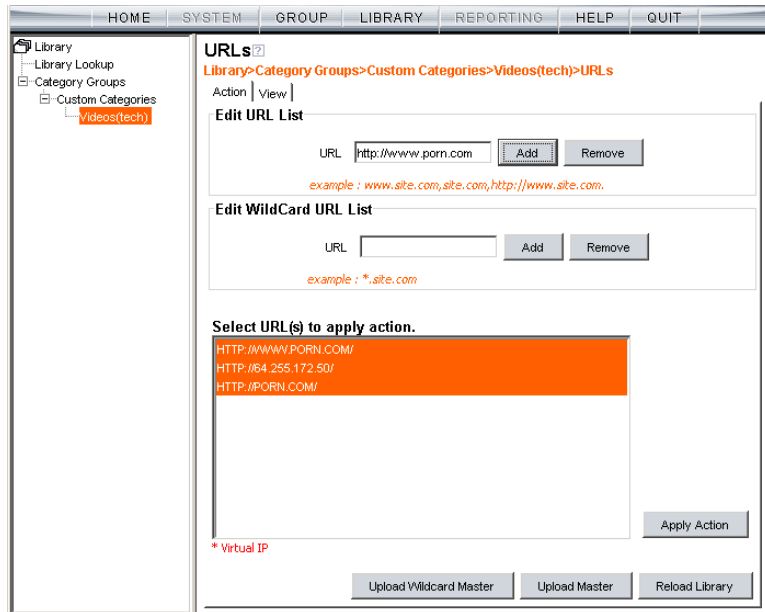 HOME SYSTEM GROUP LIBRARY REPORTING HELP QUIT
Library
Library Lookup
Category Groups
Custom Categories
Videos(tech)
URLs?
Library>Category Groups>Custom Categories>Videos(tech)>URLs
Action View
Edit URL List
URL http://www.porn.com Add Remove
example : www.site.com,site.com,http://www.site.com.
Edit WildCard URL List
URL Add Remove
example : *.site.com
Select URL(s) to apply action.
HTTP://WWW.PORN.COM/
HTTP://64.255.172.50/
HTTP://PORN.COM/
Apply Action
* Virtual IP
Upload Wildcard Master Upload Master Reload Library